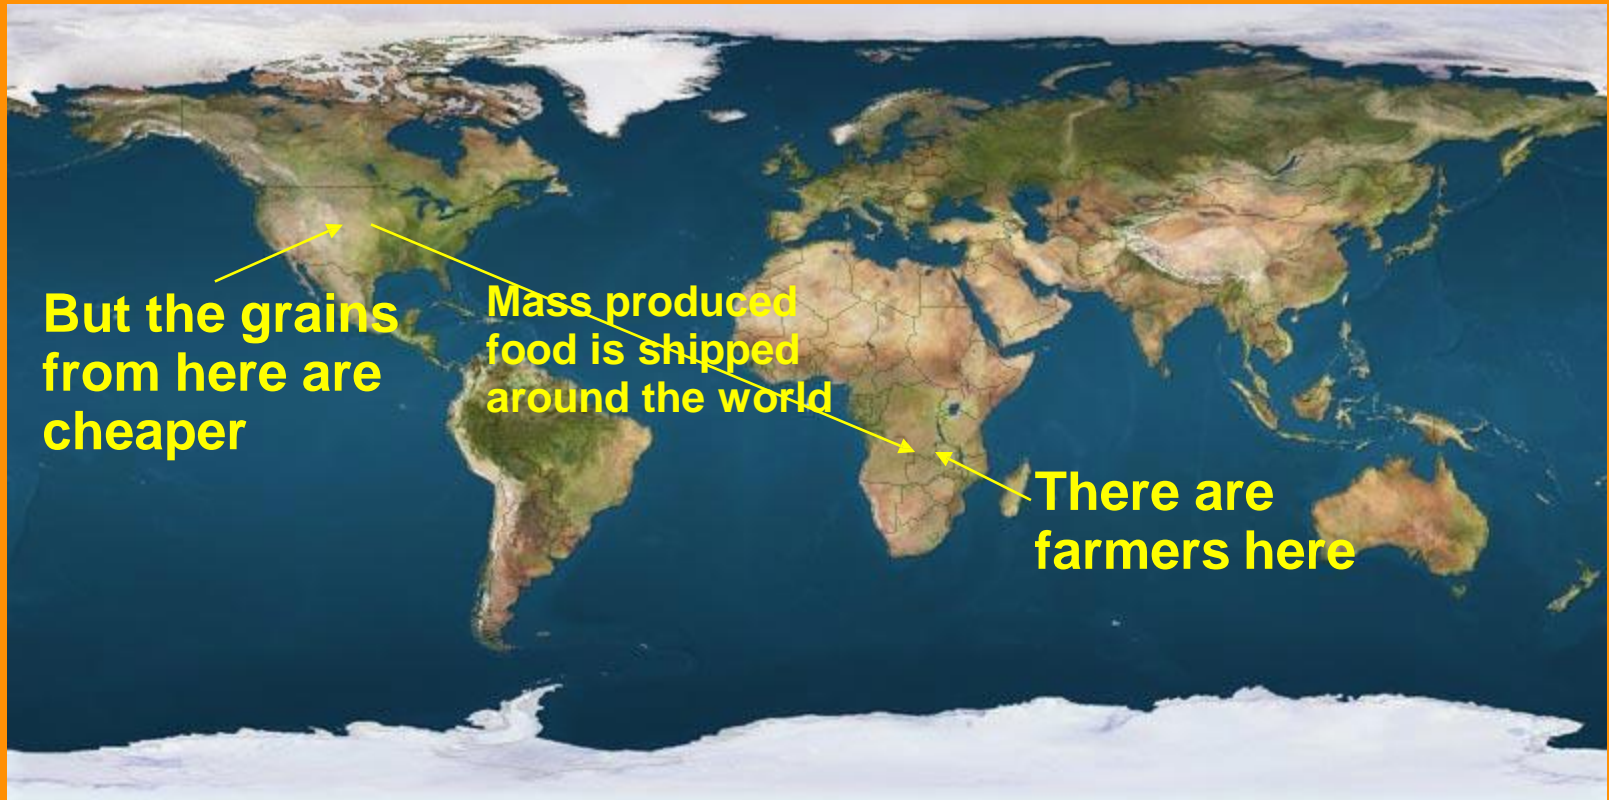 But the grains
from here are
cheaper
Mass produced
food is shipped
around the world
There are
farmers here